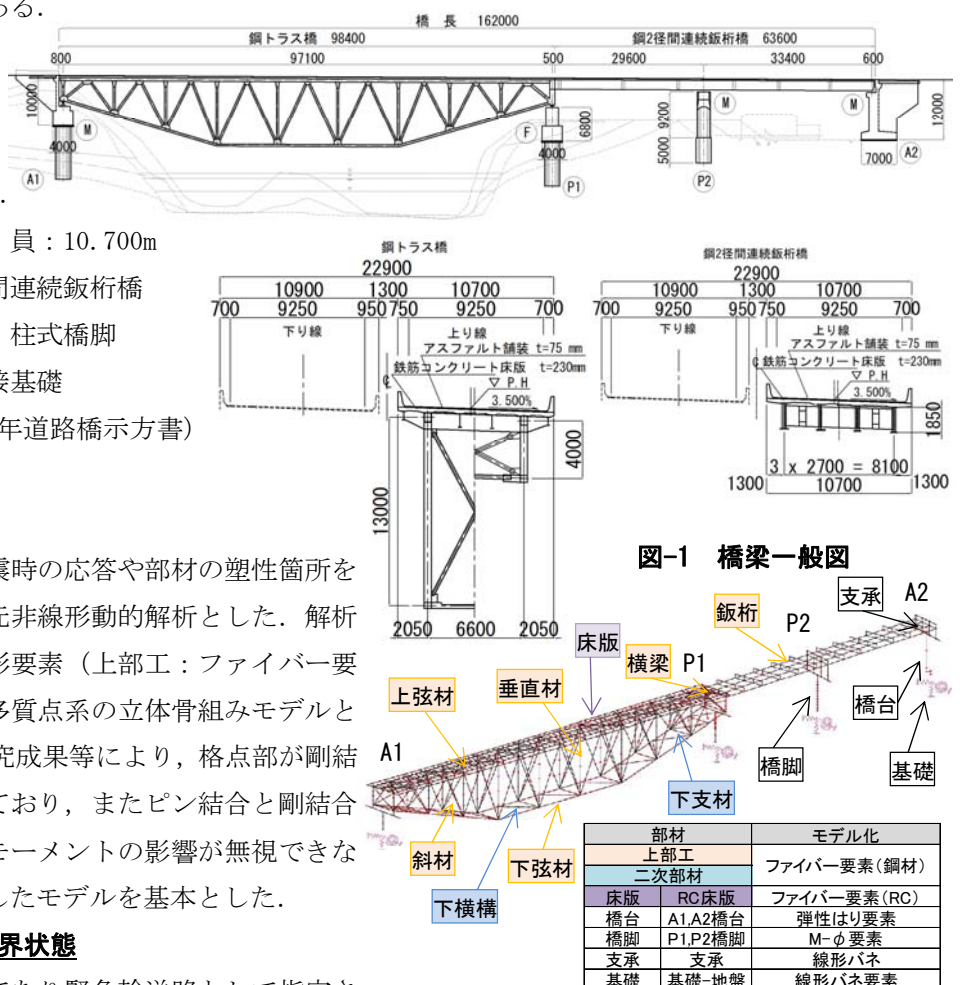 ある.
橋 長 162000
鋼トラス橋 98400
鋼2径間連続鈑桁橋 63600
800
97100
500
29600
33400
600
10000
M
4000
A1
F
6800
4000
P1
M
9200
5000
P2
M
12000
7000
A2
員：10.700m
間連続鈑桁橋
柱式橋脚
接基礎
年道路橋示方書)
鋼トラス橋
22900
10900 1300 10700
700 9250 950 750 9250 700
下り線
上り線
アスファルト舗装 t=75 mm
鉄筋コンクリート床版 t=230mm
▽ P.H
3.500%
13000
4000
2050 6600 2050
鋼2径間連続鈑桁橋
22900
10900 1300 10700
700 9250 950 750 9250 700
下り線
上り線
アスファルト舗装 t=75 mm
鉄筋コンクリート床版 t=230mm
▽ P.H
3.500%
1850
3 x 2700 = 8100
1300 10700 1300
図-1 橋梁一般図
震時の応答や部材の塑性箇所を
元非線形動的解析とした．解析
形要素（上部工：ファイバー要
多質点系の立体骨組みモデルと
究成果等により，格点部が剛結
ており，またピン結合と剛結合
モーメントの影響が無視できな
したモデルを基本とした．
界状態
支承
A2
鈑桁
P2
床版
横梁
P1
垂直材
上弦材
A1
橋台
橋脚
基礎
下支材
斜材
下弦材
下横構
部材 モデル化
上部工 ファイバー要素(鋼材)
二次部材
床版 RC床版 ファイバー要素(RC)
橋台 A1,A2橋台 弾性はり要素
橋脚 P1,P2橋脚 M-φ要素
支承 支承 線形バネ
基礎 基礎-地盤 線形バネ要素